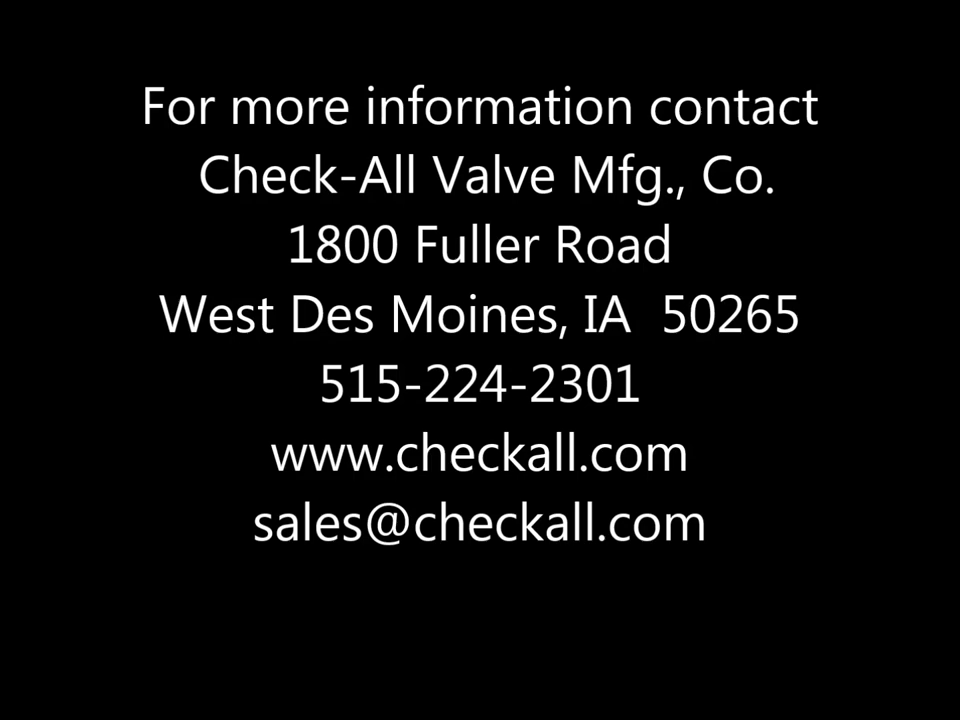 For more information contact
Check-All Valve Mfg., Co.
1800 Fuller Road
West Des Moines, IA  50265
515-224-2301
www.checkall.com
sales@checkall.com